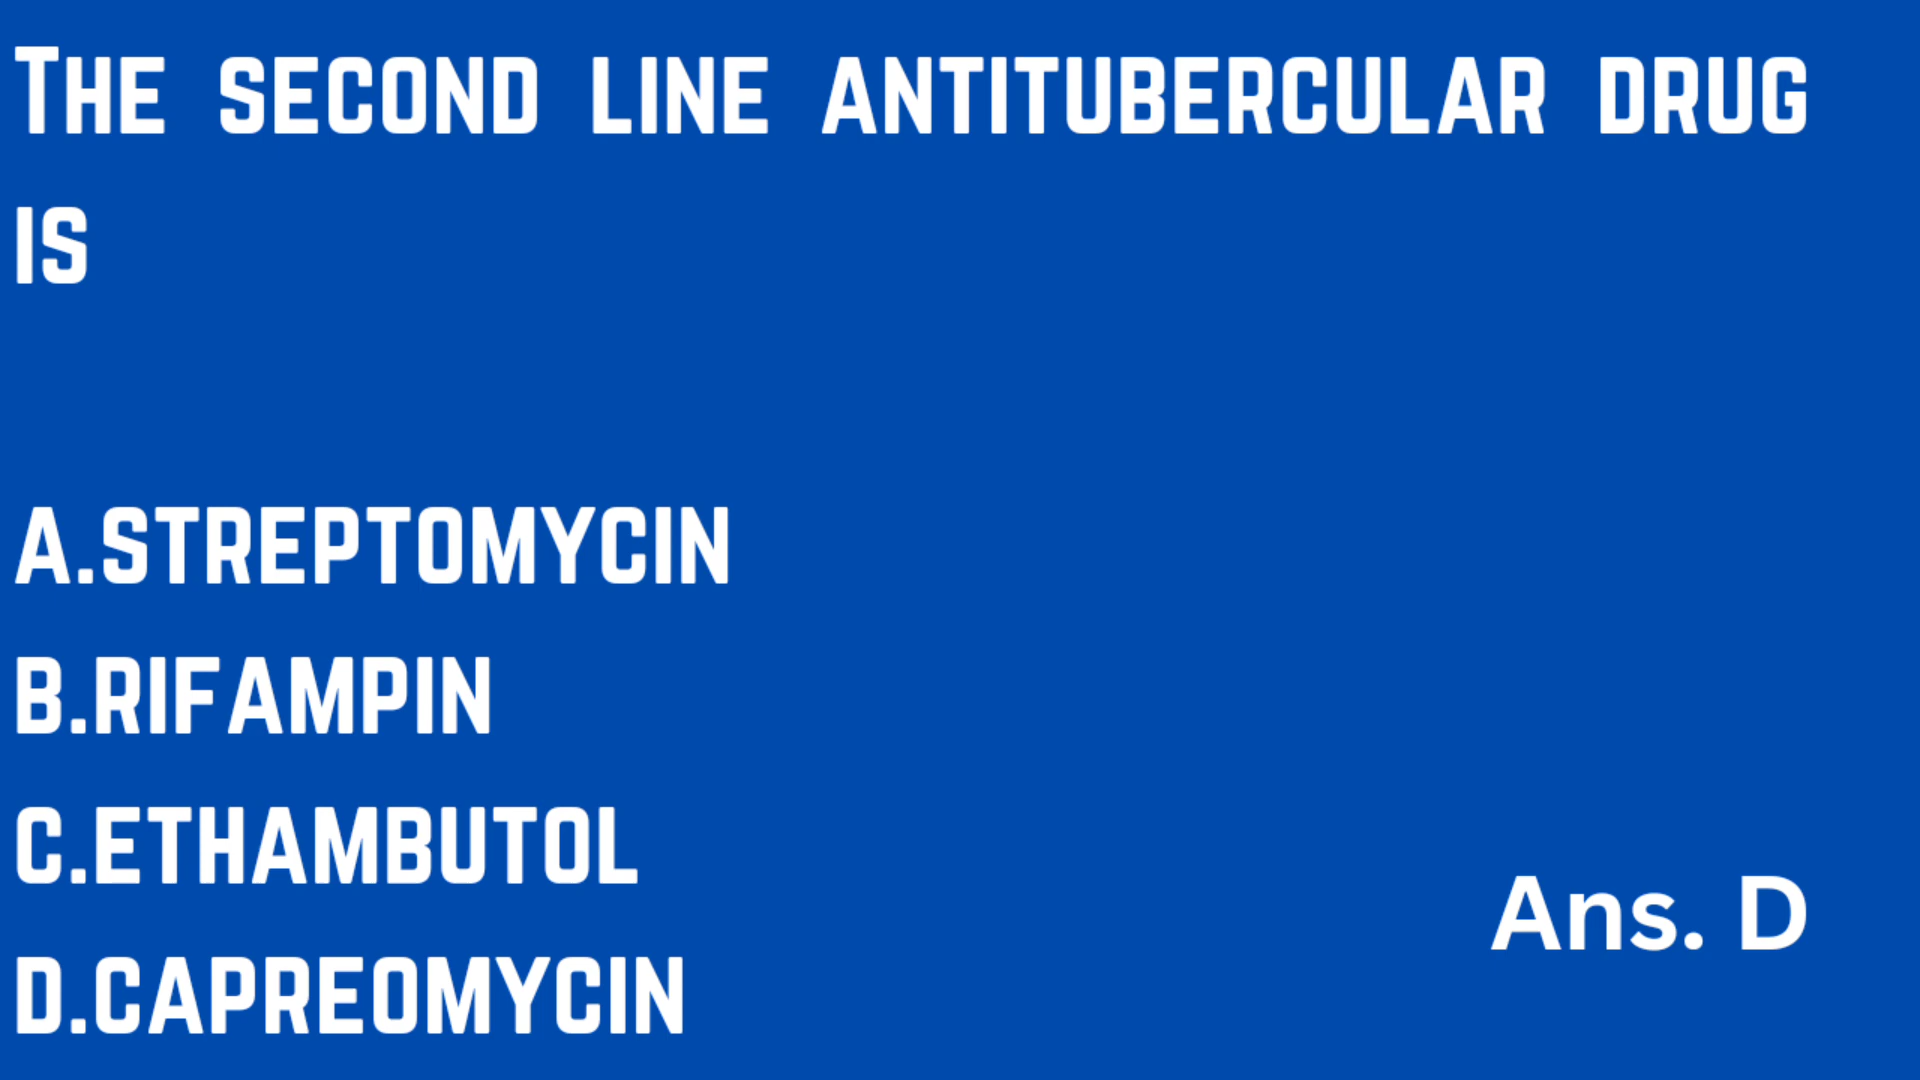 The second line antitubercular drug
is
A.Streptomycin
B.Rifampin
C.Ethambutol
D.Capreomycin
Ans. D